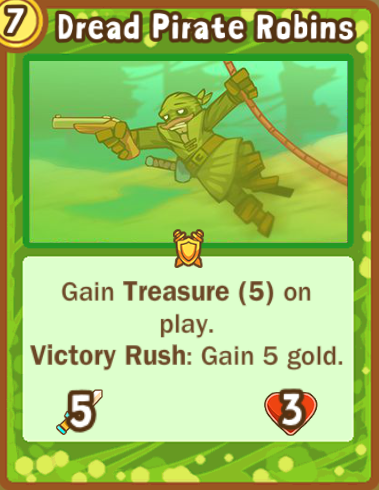 7 Dread Pirate Robins
Gain Treasure (5) on
play.
Victory Rush: Gain 5 gold.
5 3